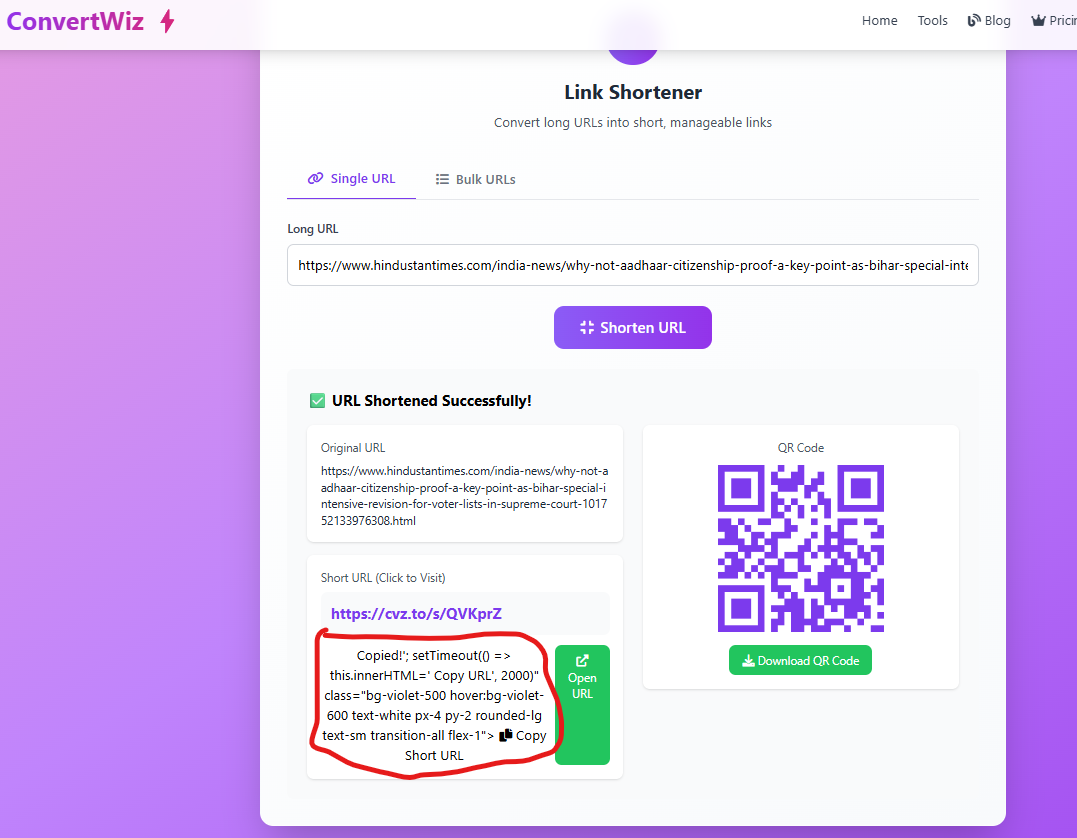 ConvertWiz
Home Tools Blog
Link Shortener
Convert long URLs into short, manageable links
Single URL Bulk URLs
Long URL
https://www.hindustantimes.com/india-news/why-not-aadhaar-citizenship-proof-a-key-point-as-bihar-special-inte
Shorten URL
URL Shortened Successfully!
Original URL
https://www.hindustantimes.com/india-news/why-not-a
adhaar-citizenship-proof-a-key-point-as-bihar-special-i
ntensive-revision-for-voter-lists-in-supreme-court-1017
52133976308.html
Short URL (Click to Visit)
https://cvz.to/s/QVKprZ
Copied!'; setTimeout(() =>
this.innerHTML=' Copy URL', 2000)"
class="bg-violet-500 hover:bg-violet-
600 text-white px-4 py-2 rounded-lg
text-sm transition-all flex-1"> Copy
Short URL
Open
URL
QR Code
Download QR Code